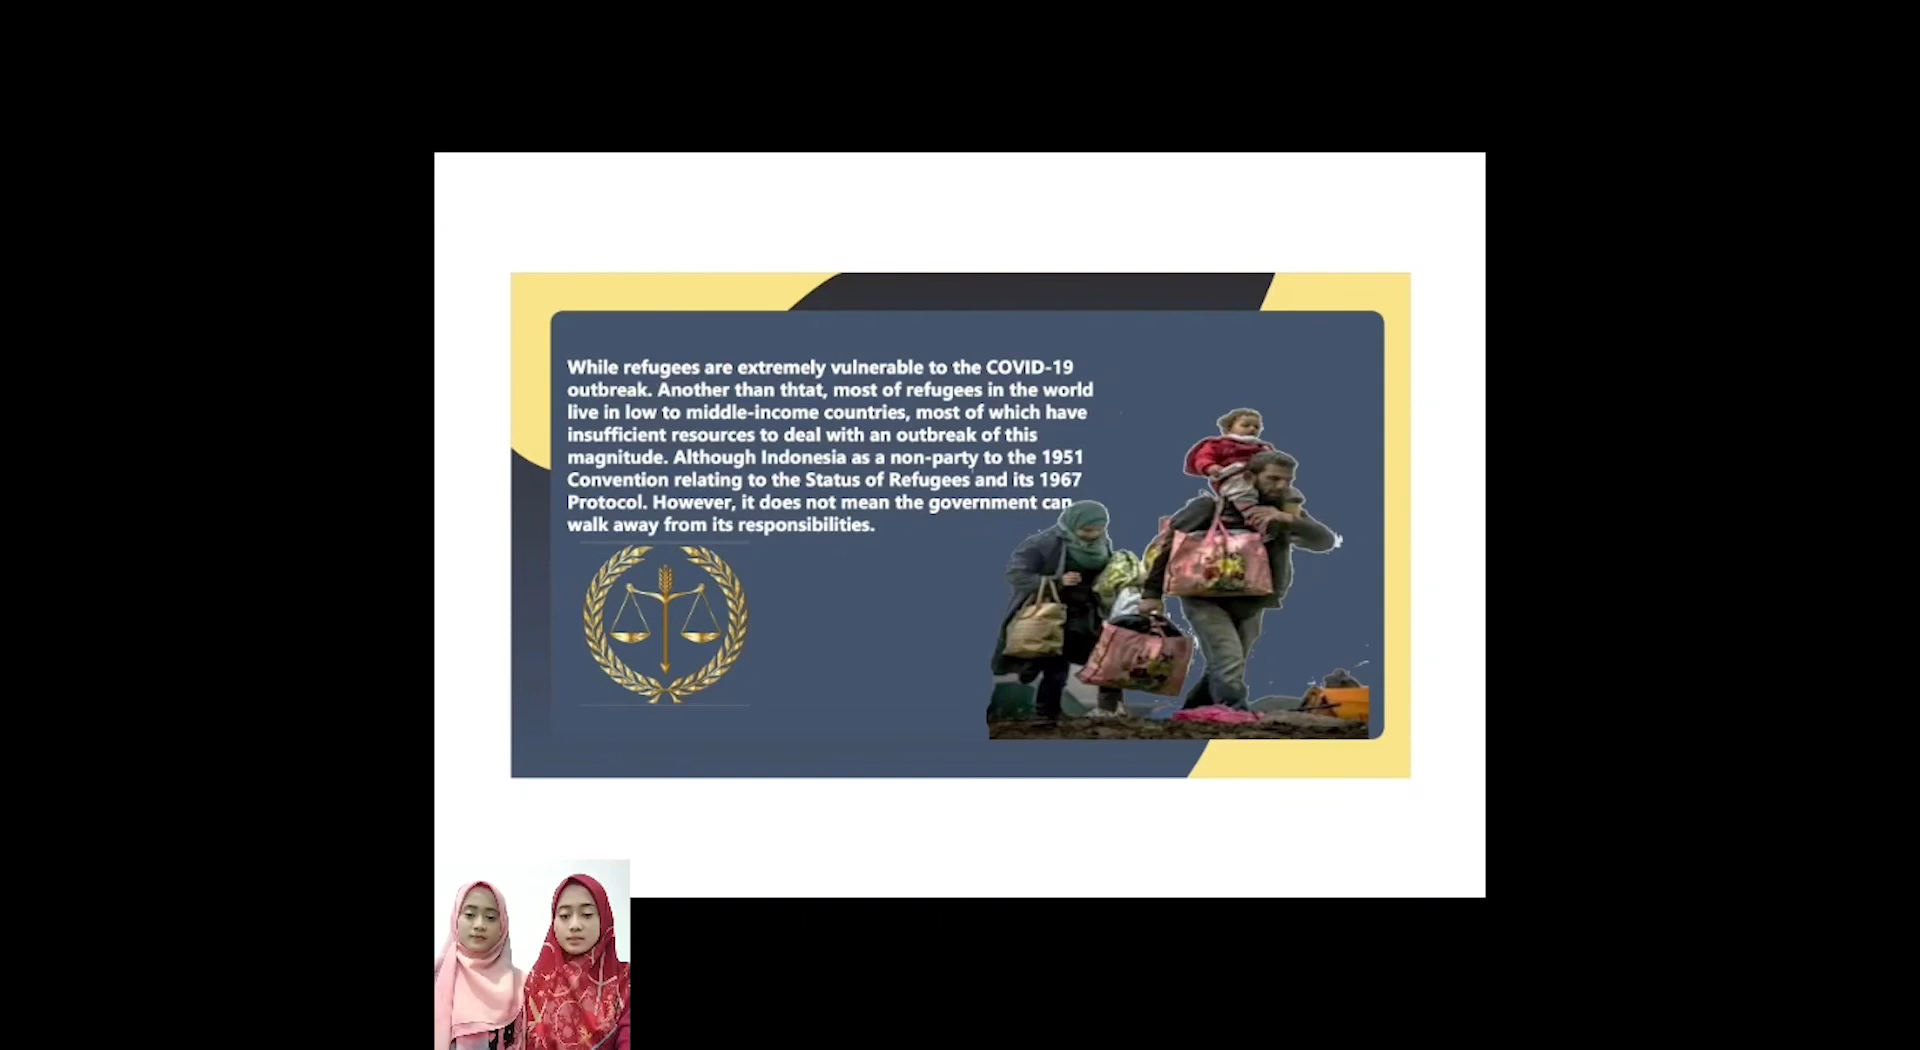 While refugees are extremely vulnerable to the COVID-19
outbreak. Another than thtat, most of refugees in the world
live in low to middle-income countries, most of which have
insufficient resources to deal with an outbreak of this
magnitude. Although Indonesia as a non-party to the 1951
Convention relating to the Status of Refugees and its 1967
Protocol. However, it does not mean the government can
walk away from its responsibilities.